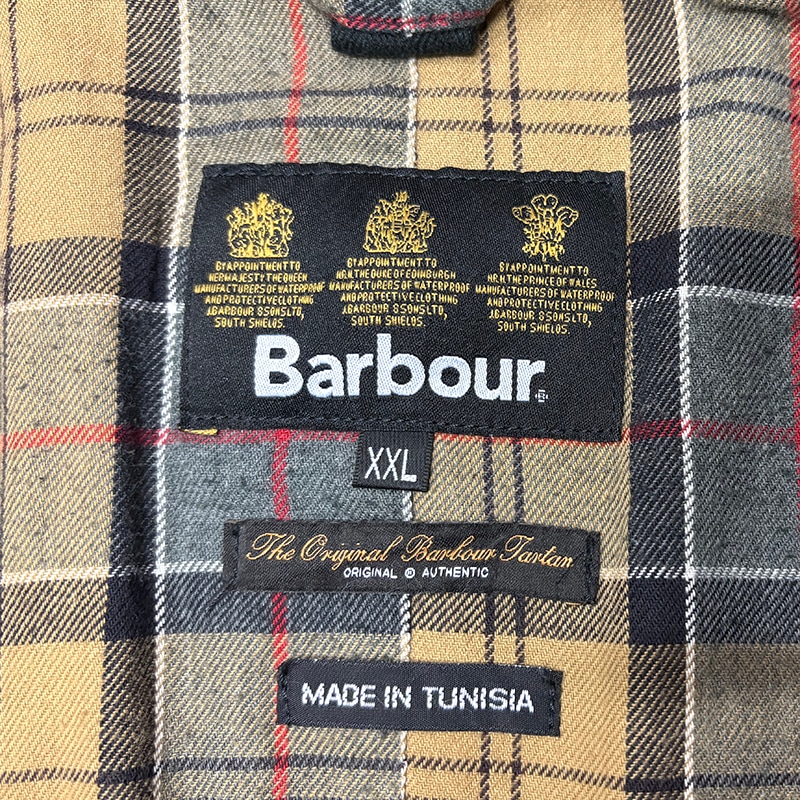 BY APPOINTMENT TO
HER MAJESTY THE QUEEN
MANUFACTURERS OF WATERPROOF
AND PROTECTIVE CLOTHING
J.BARBOUR & SONS LTD,
SOUTH SHIELDS.
BY APPOINTMENT TO
H.R.H. THE DUKE OF EDINBURGH
MANUFACTURERS OF WATERPROOF
AND PROTECTIVE CLOTHING
J.BARBOUR & SONS LTD,
SOUTH SHIELDS.
BY APPOINTMENT TO
H.R.H. THE PRINCE OF WALES
MANUFACTURERS OF WATERPROOF
AND PROTECTIVE CLOTHING
J.BARBOUR & SONS LTD,
SOUTH SHIELDS.
Barbour®
XXL
The Original Barbour Tartan
ORIGINAL ® AUTHENTIC
MADE IN TUNISIA